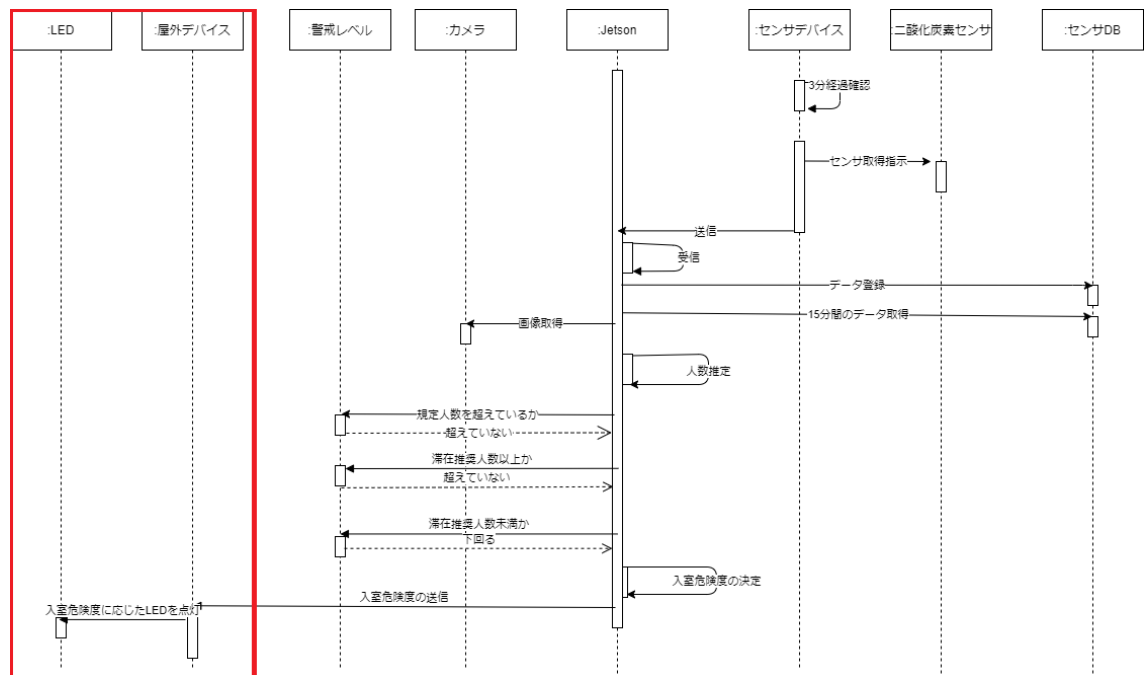 :LED
:屋外デバイス
:警戒レベル
:カメラ
:Jetson
:センサデバイス
:二酸化炭素センサ
:センサDB
3分経過確認
センサ取得指示
送信
受信
データ登録
15分間のデータ取得
画像取得
人数推定
規定人数を超えているか
超えていない
滞在推奨人数以上か
超えていない
滞在推奨人数未満か
下回る
入室危険度の決定
入室危険度の送信
入室危険度に応じたLEDを点灯